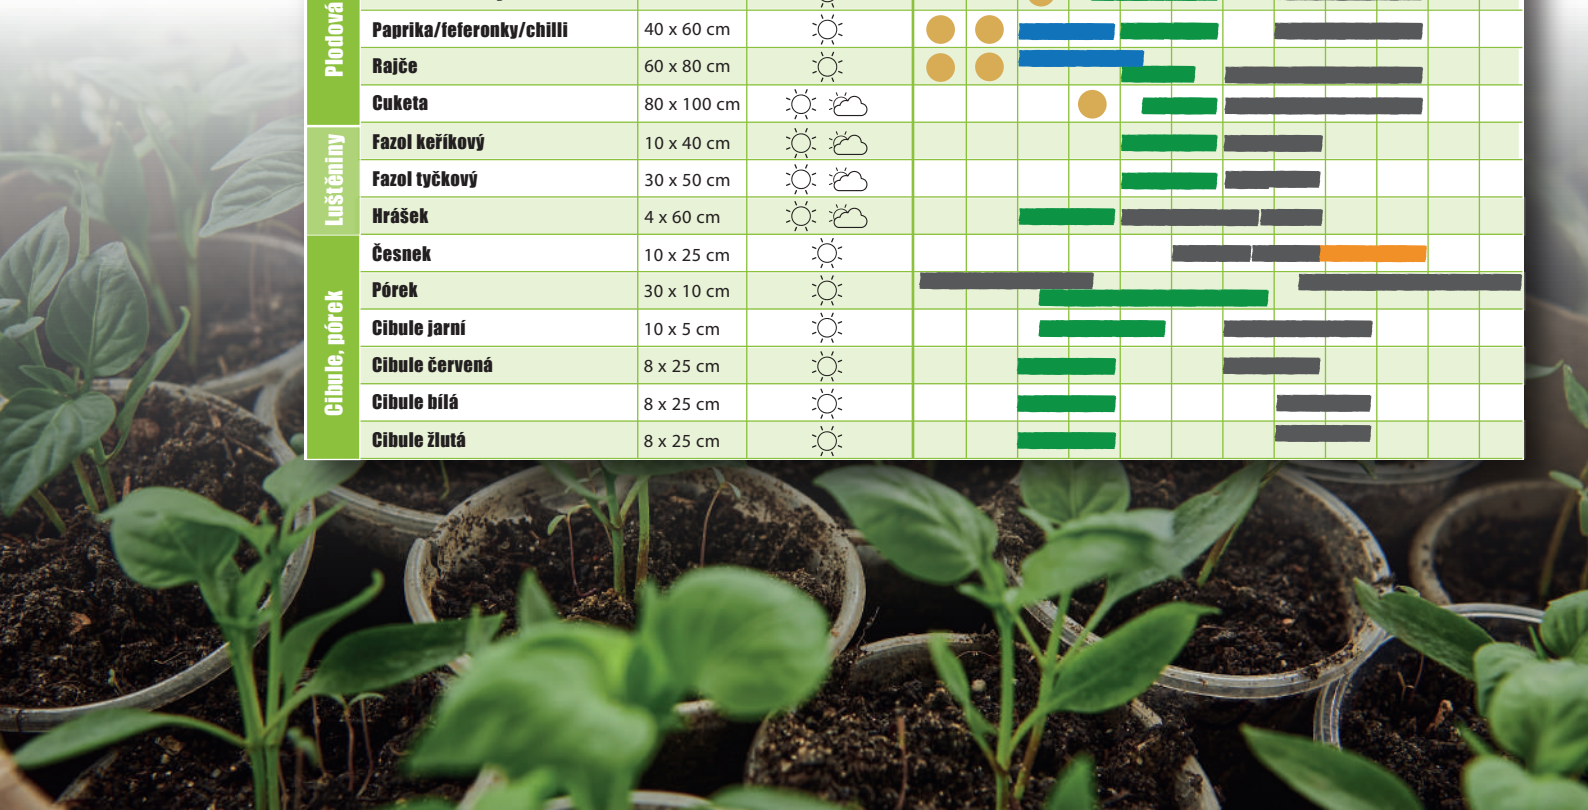 Plodová
Paprika/feferonky/chilli 40 x 60 cm
Rajče 60 x 80 cm
Cuketa 80 x 100 cm
Luštěniny
Fazol keříkový 10 x 40 cm
Fazol tyčkový 30 x 50 cm
Hrášek 4 x 60 cm
Cibule, pórek
Česnek 10 x 25 cm
Pórek 30 x 10 cm
Cibule jarní 10 x 5 cm
Cibule červená 8 x 25 cm
Cibule bílá 8 x 25 cm
Cibule žlutá 8 x 25 cm